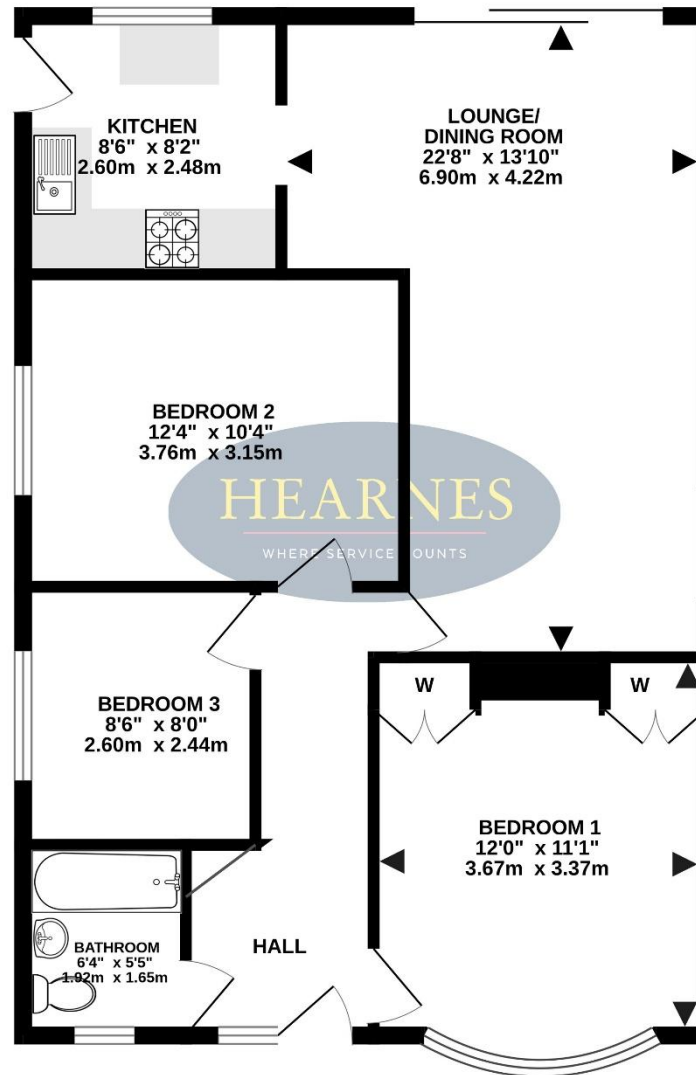 KITCHEN
8'6" x 8'2"
2.60m x 2.48m
LOUNGE/
DINING ROOM
22'8" x 13'10"
6.90m x 4.22m
BEDROOM 2
12'4" x 10'4"
3.76m x 3.15m
HEARNES
WHERE SERVICE COUNTS
BEDROOM 3
8'6" x 8'0"
2.60m x 2.44m
W
W
BEDROOM 1
12'0" x 11'1"
3.67m x 3.37m
BATHROOM
6'4" x 5'5"
1.92m x 1.65m
HALL